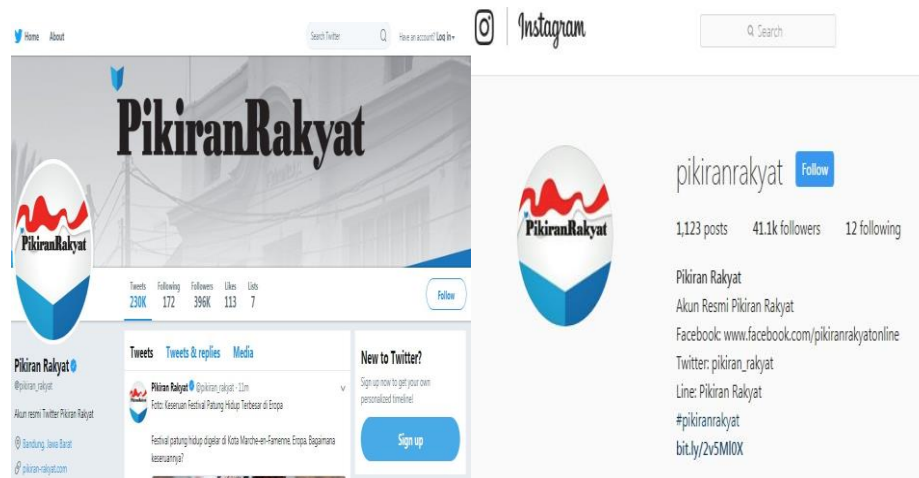 Home About Search Twitter Have an account? Log in
PikiranRakyat
PikiranRakyat
Tweets Following Followers Likes Lists
230K 172 396K 113 7
Follow
Pikiran Rakyat
@pikiran_rakyat
Akun resmi Twitter Pikiran Rakyat
Bandung, Jawa Barat
pikiran-rakyat.com
Tweets Tweets & replies Media
Pikiran Rakyat @pikiran_rakyat · 11m
Foto: Keseruan Festival Patung Hidup Terbesar di Eropa
Festival patung hidup digelar di Kota Marche-en-Famenne, Eropa. Bagaimana
keseruannya?
New to Twitter?
Sign up now to get your own
personalized timeline!
Sign up
Instagram
Search
PikiranRakyat
pikiranrakyat Follow
1,123 posts 41.1k followers 12 following
Pikiran Rakyat
Akun Resmi Pikiran Rakyat
Facebook: www.facebook.com/pikiranrakyatonline
Twitter: pikiran_rakyat
Line: Pikiran Rakyat
#pikiranrakyat
bit.ly/2v5Ml0X